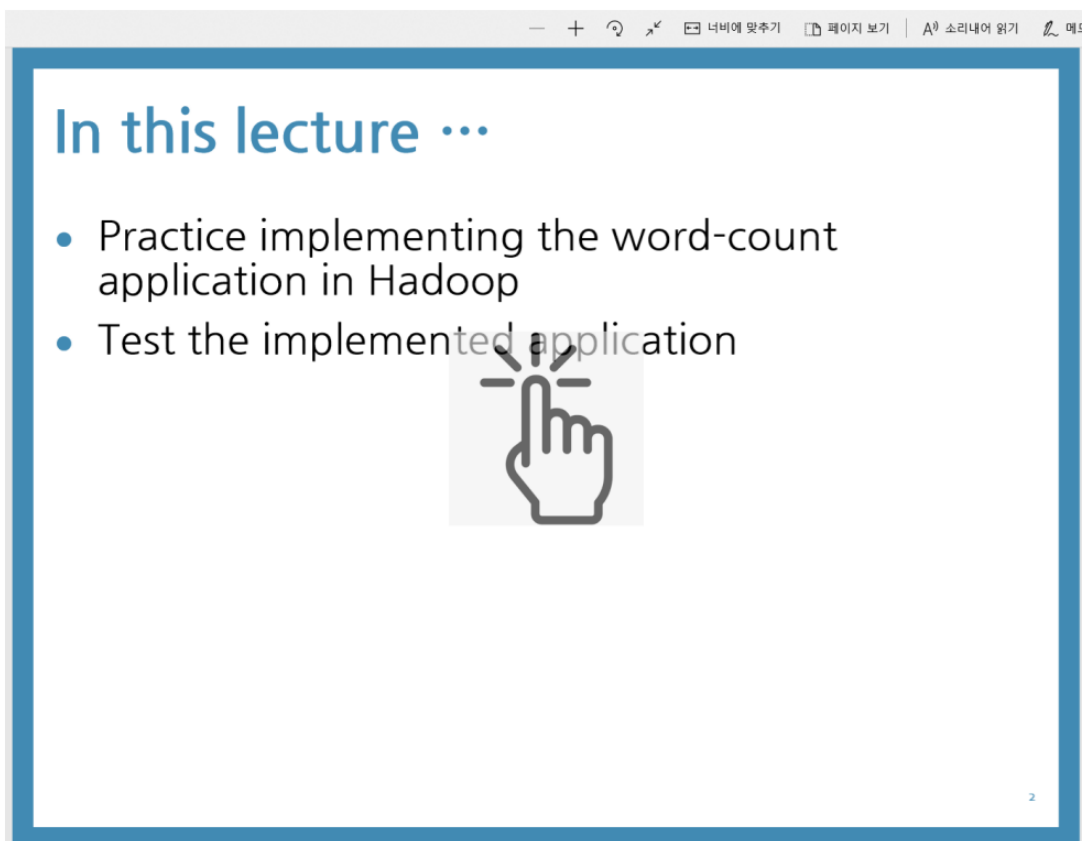 너비에 맞추기 페이지 보기 A 소리내어 읽기
In this lecture …
• Practice implementing the word-count
application in Hadoop
• Test the implemented application
2